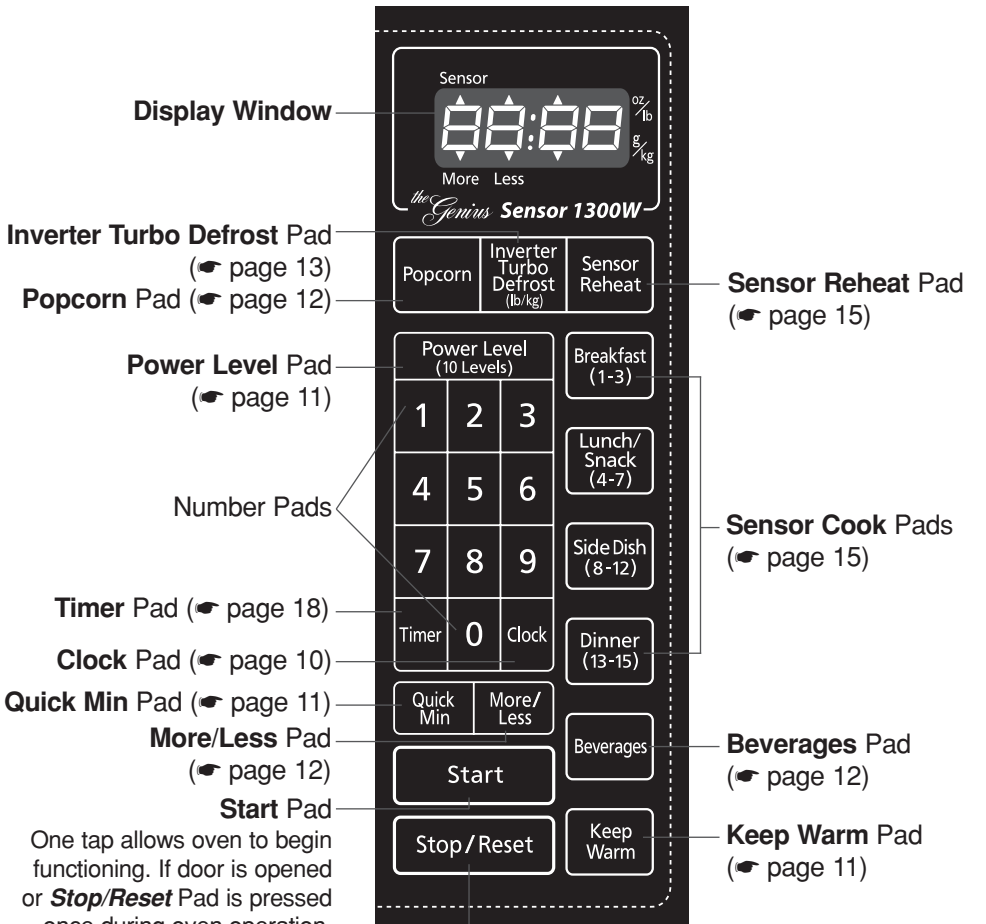 Display Window
Inverter Turbo Defrost Pad
(☛ page 13)
Popcorn Pad (☛ page 12)
Power Level Pad
(☛ page 11)
Number Pads
Timer Pad (☛ page 18)
Clock Pad (☛ page 10)
Quick Min Pad (☛ page 11)
More/Less Pad
(☛ page 12)
Start Pad
One tap allows oven to begin
functioning. If door is opened
or Stop/Reset Pad is pressed
once during oven operation,
Sensor
88:88
oz/lb
g/kg
More Less
the Genius Sensor 1300W
Popcorn
Inverter
Turbo
Defrost
(lb/kg)
Sensor
Reheat
Power Level
(10 Levels)
1 2 3
4 5 6
7 8 9
Timer 0 Clock
Quick
Min
More/
Less
Start
Stop/Reset
Breakfast
(1-3)
Lunch/
Snack
(4-7)
Side Dish
(8-12)
Dinner
(13-15)
Beverages
Keep
Warm
Sensor Reheat Pad
(☛ page 15)
Sensor Cook Pads
(☛ page 15)
Beverages Pad
(☛ page 12)
Keep Warm Pad
(☛ page 11)